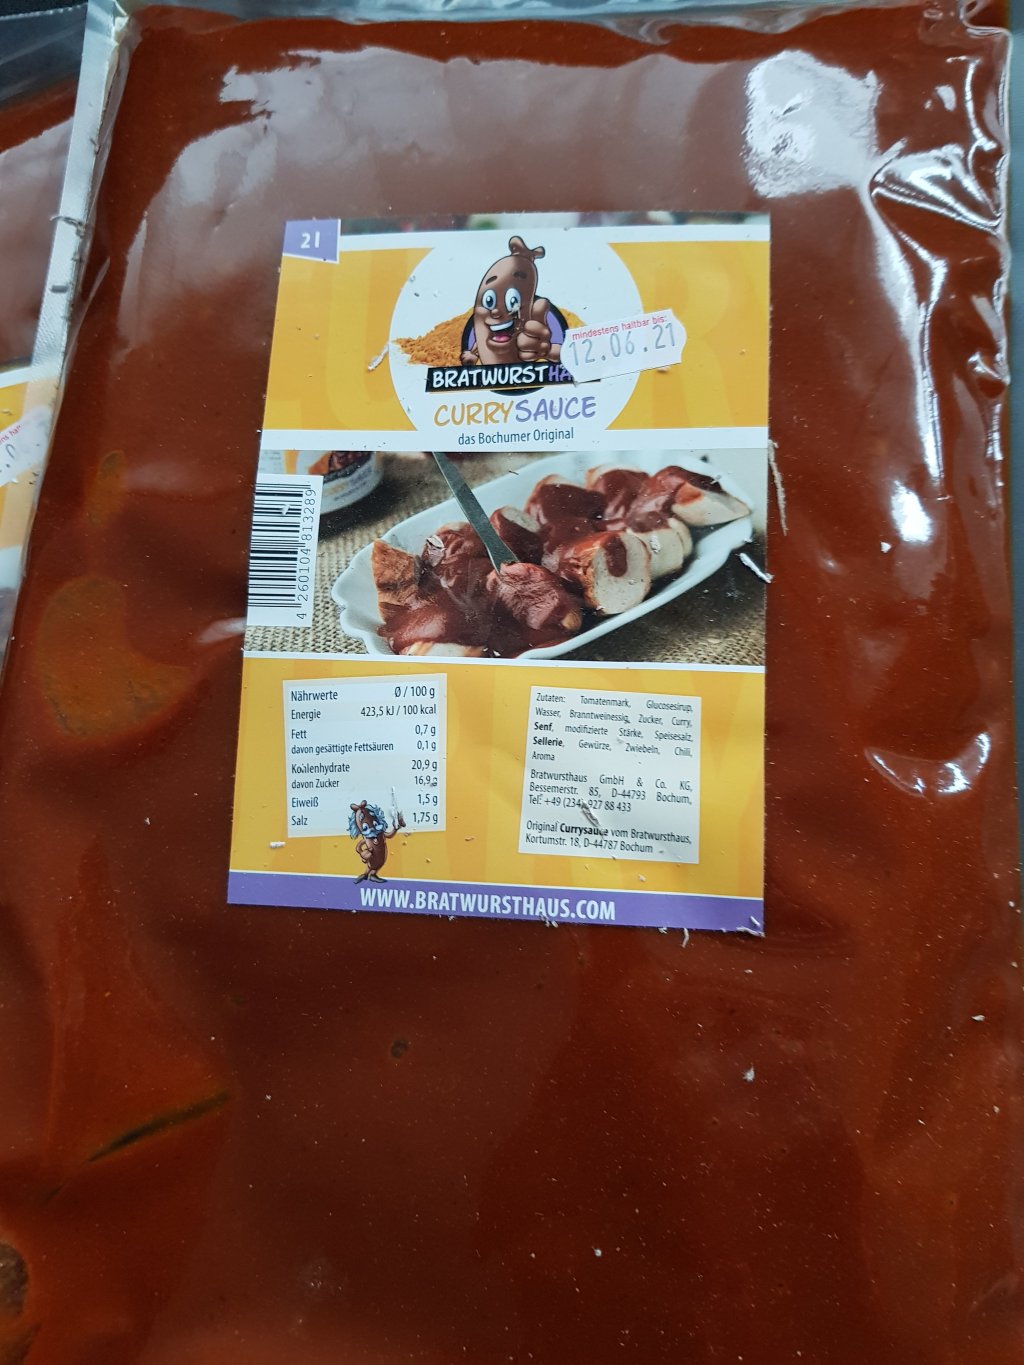 2 l
mindestens haltbar bis:
12.06.21
BRATWURST
CURRYSAUCE
das Bochumer Original
4 260104 813289
Nährwerte Ø / 100 g
Energie 423,5 kJ / 100 kcal
Fett 0,7 g
davon gesättigte Fettsäuren 0,1 g
Kohlenhydrate 20,9 g
davon Zucker 16,9 g
Eiweiß 1,5 g
Salz 1,75 g
Zutaten: Tomatenmark, Glucosesirup,
Wasser, Branntweinessig, Zucker, Curry,
Senf, modifizierte Stärke, Speisesalz,
Sellerie, Gewürze, Zwiebeln, Chili,
Aroma
Bratwursthaus GmbH & Co. KG,
Bessemerstr. 85, D-44793 Bochum,
Tel: +49 (234) 927 88 433
Original Currysauce vom Bratwursthaus,
Kortumstr. 18, D-44787 Bochum
WWW.BRATWURSTHAUS.COM